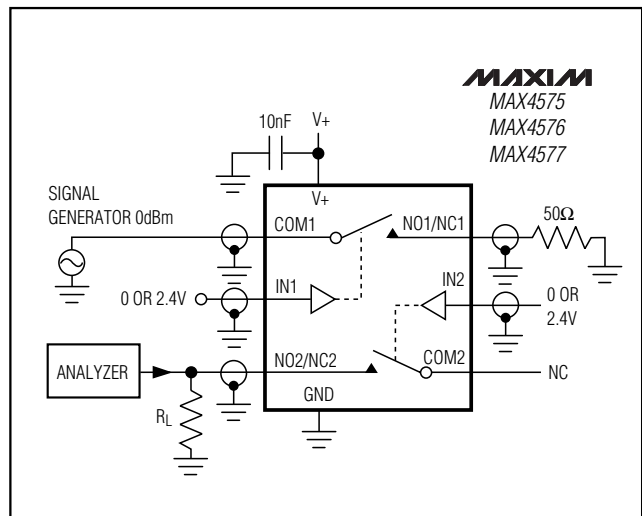 MAXIM
MAX4575
MAX4576
MAX4577
10nF
V+
V+
SIGNAL
GENERATOR 0dBm
COM1
NO1/NC1
50Ω
0 OR 2.4V
IN1
IN2
0 OR
2.4V
ANALYZER
NO2/NC2
COM2
NC
GND
RL